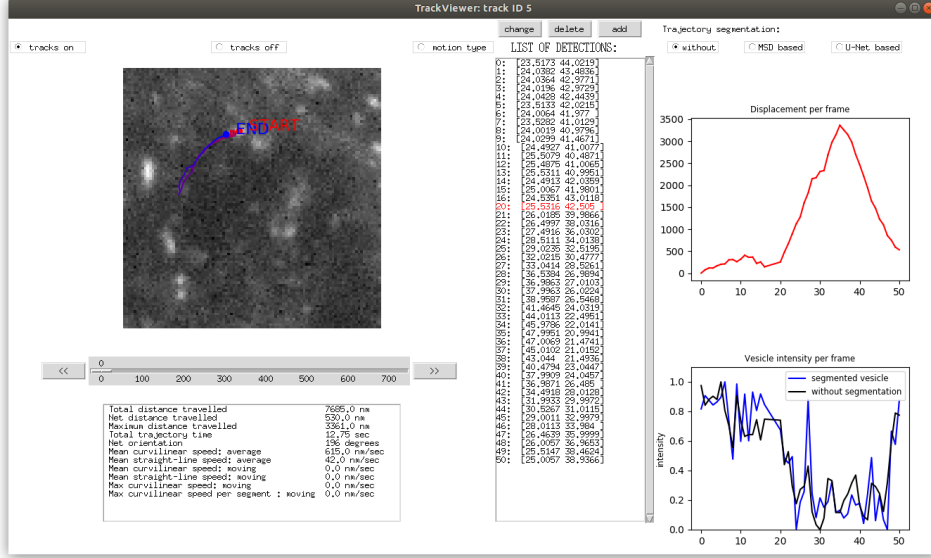 TrackViewer: track ID 5
change delete add Trajectory segmentation:
tracks on tracks off motion type LIST OF DETECTIONS: without MSD based U-Net based
0: [23.5173 44.0219]
1: [24.0382 43.4836]
2: [24.0364 42.9771]
3: [24.0196 42.9729]
4: [24.0428 42.4439]
5: [23.5133 42.0215]
6: [24.0064 41.977 ]
7: [23.5282 41.0129]
8: [24.0019 40.9796]
9: [24.0299 41.4671]
10: [24.4927 41.0077]
11: [25.5079 40.4871]
12: [25.4875 41.0065]
13: [25.5311 40.9951]
14: [24.4913 42.0359]
15: [25.0067 41.9801]
16: [24.5351 43.0118]
20: [25.5316 42.505 ]
21: [26.0185 39.9866]
22: [26.4997 38.0316]
23: [27.4916 36.0302]
24: [28.5111 34.0138]
25: [29.0235 32.5195]
26: [32.0215 30.4777]
27: [33.0414 28.5261]
28: [36.5384 26.9894]
29: [36.9863 27.0103]
30: [37.9963 26.0224]
31: [38.9587 26.5468]
32: [41.4645 24.0319]
33: [44.0113 22.4951]
34: [45.9786 22.0141]
35: [47.9951 20.9941]
36: [47.0069 21.4741]
37: [45.0102 21.0152]
38: [43.044 21.4936]
39: [40.4794 23.0447]
40: [37.9909 24.0457]
41: [36.9871 26.485 ]
42: [34.4918 28.0128]
43: [31.9933 29.9972]
44: [30.5267 31.0115]
45: [29.0011 32.9979]
46: [28.0113 33.984 ]
47: [26.4639 35.9999]
48: [26.0057 36.9653]
49: [25.5147 38.4624]
50: [25.0057 38.9366]
START
END
<< 0 >>
0 100 200 300 400 500 600 700
Total distance travelled 7685.0 nm
Net distance travelled 530.0 nm
Maximum distance travelled 3361.0 nm
Total trajectory time 12.75 sec
Net orientation 196 degrees
Mean curvilinear speed: average 615.0 nm/sec
Mean straight-line speed: average 42.0 nm/sec
Mean curvilinear speed: moving 0.0 nm/sec
Mean straight-line speed: moving 0.0 nm/sec
Max curvilinear speed: moving 0.0 nm/sec
Max curvilinear speed per segment : moving 0.0 nm/sec
Displacement per frame
3500
3000
2500
2000
1500
1000
500
0
0 10 20 30 40 50
Vesicle intensity per frame
segmented vesicle
without segmentation
intensity
1.0
0.8
0.6
0.4
0.2
0.0
0 10 20 30 40 50